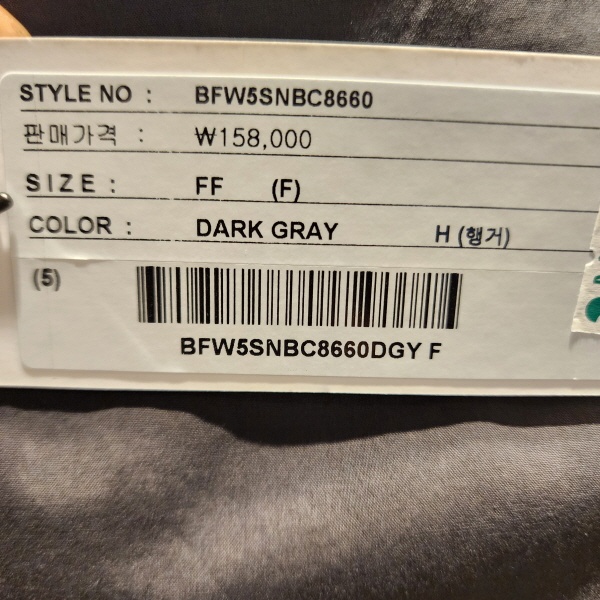 STYLE NO : BFW5SNBC8660
판매가격 : ₩158,000
SIZE : FF (F)
COLOR : DARK GRAY H (행거)
(5)
BFW5SNBC8660DGY F